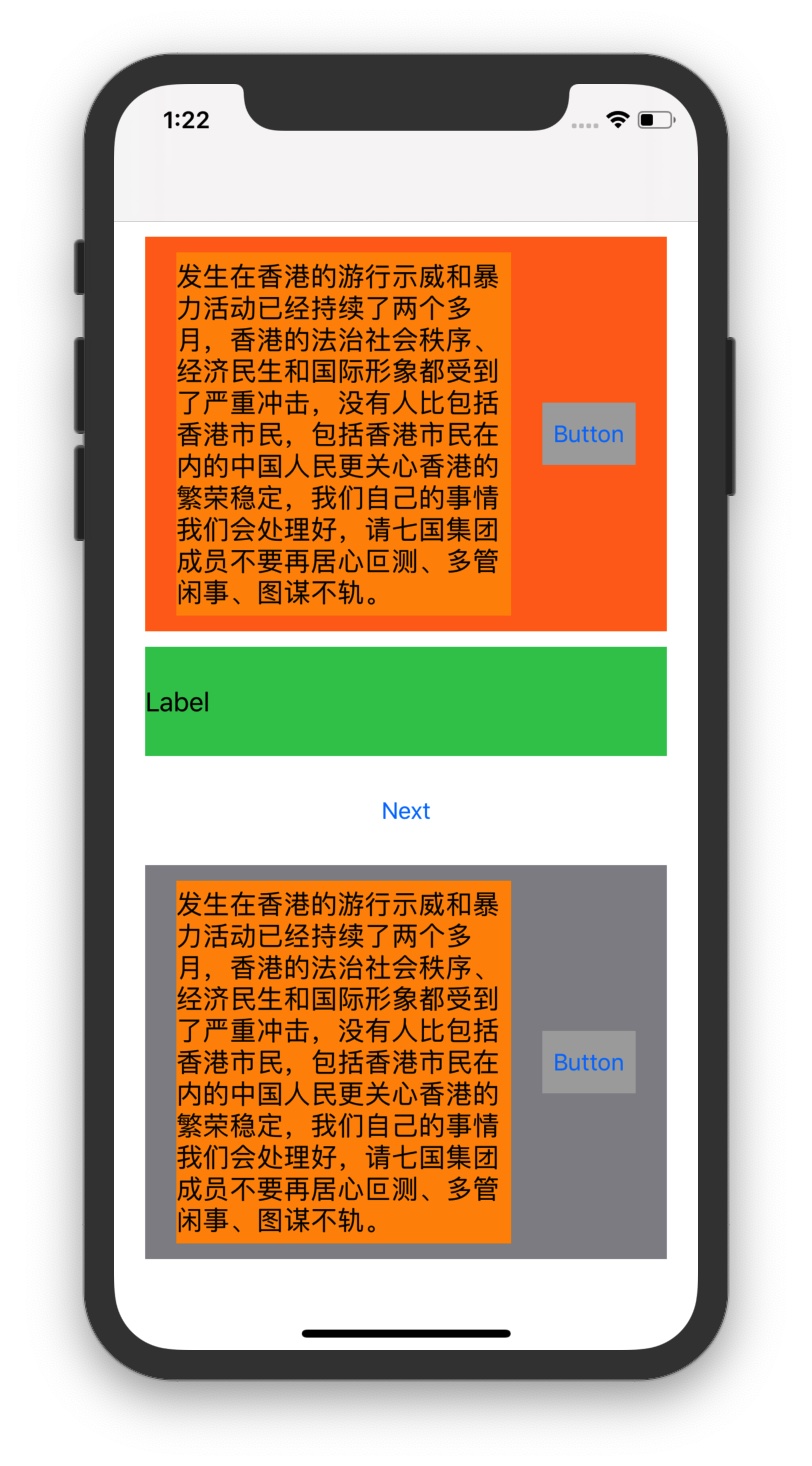 1:22
发生在香港的游行示威和暴
力活动已经持续了两个多
月，香港的法治社会秩序、
经济民生和国际形象都受到
了严重冲击，没有人比包括
香港市民，包括香港市民在
内的中国人民更关心香港的
繁荣稳定，我们自己的事情
我们会处理好，请七国集团
成员不要再居心叵测、多管
闲事、图谋不轨。
Button
Label
Next
发生在香港的游行示威和暴
力活动已经持续了两个多
月，香港的法治社会秩序、
经济民生和国际形象都受到
了严重冲击，没有人比包括
香港市民，包括香港市民在
内的中国人民更关心香港的
繁荣稳定，我们自己的事情
我们会处理好，请七国集团
成员不要再居心叵测、多管
闲事、图谋不轨。
Button